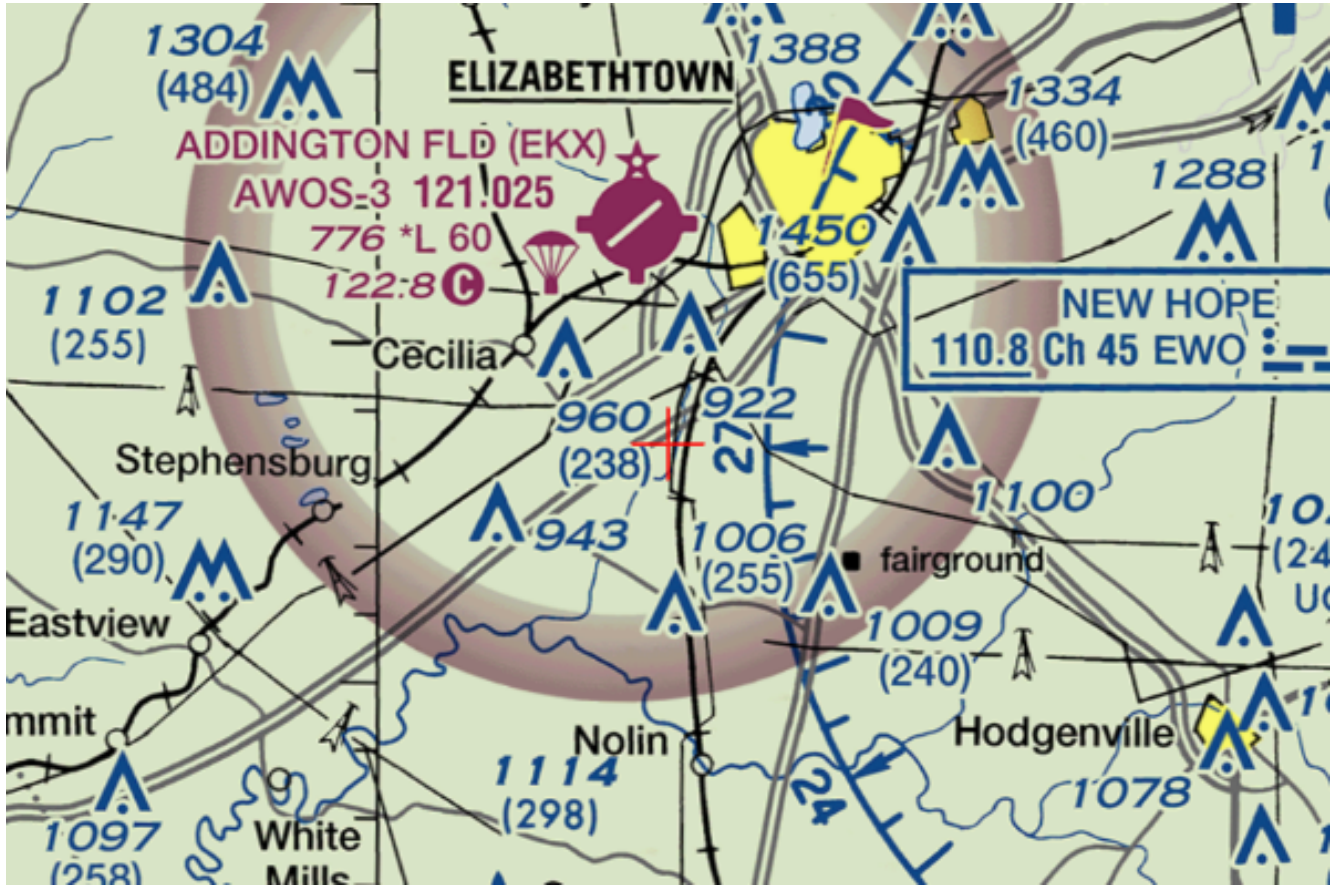 1304
(484)
ELIZABETHTOWN
1388
1334
(460)
ADDINGTON FLD (EKX)
AWOS-3 121.025
776 *L 60
122.8 C
1288
1450
(655)
1102
(255)
NEW HOPE
110.8 Ch 45 EWO
Cecilia
960
(238)
922
27
Stephensburg
1147
(290)
943
1006
(255)
1100
fairground
Eastview
1009
(240)
mmit
Nolin
Hodgenville
1114
(298)
24
1078
1097
(258)
White
Mills